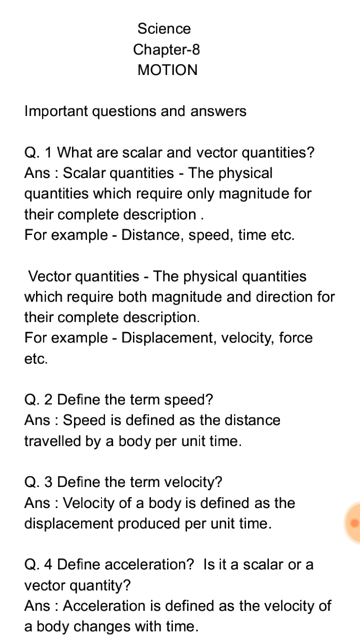 Science
Chapter-8
MOTION
Important questions and answers
Q. 1 What are scalar and vector quantities?
Ans : Scalar quantities - The physical
quantities which require only magnitude for
their complete description .
For example - Distance, speed, time etc.
Vector quantities - The physical quantities
which require both magnitude and direction for
their complete description.
For example - Displacement, velocity, force
etc.
Q. 2 Define the term speed?
Ans : Speed is defined as the distance
travelled by a body per unit time.
Q. 3 Define the term velocity?
Ans : Velocity of a body is defined as the
displacement produced per unit time.
Q. 4 Define acceleration?  Is it a scalar or a
vector quantity?
Ans : Acceleration is defined as the velocity of
a body changes with time.